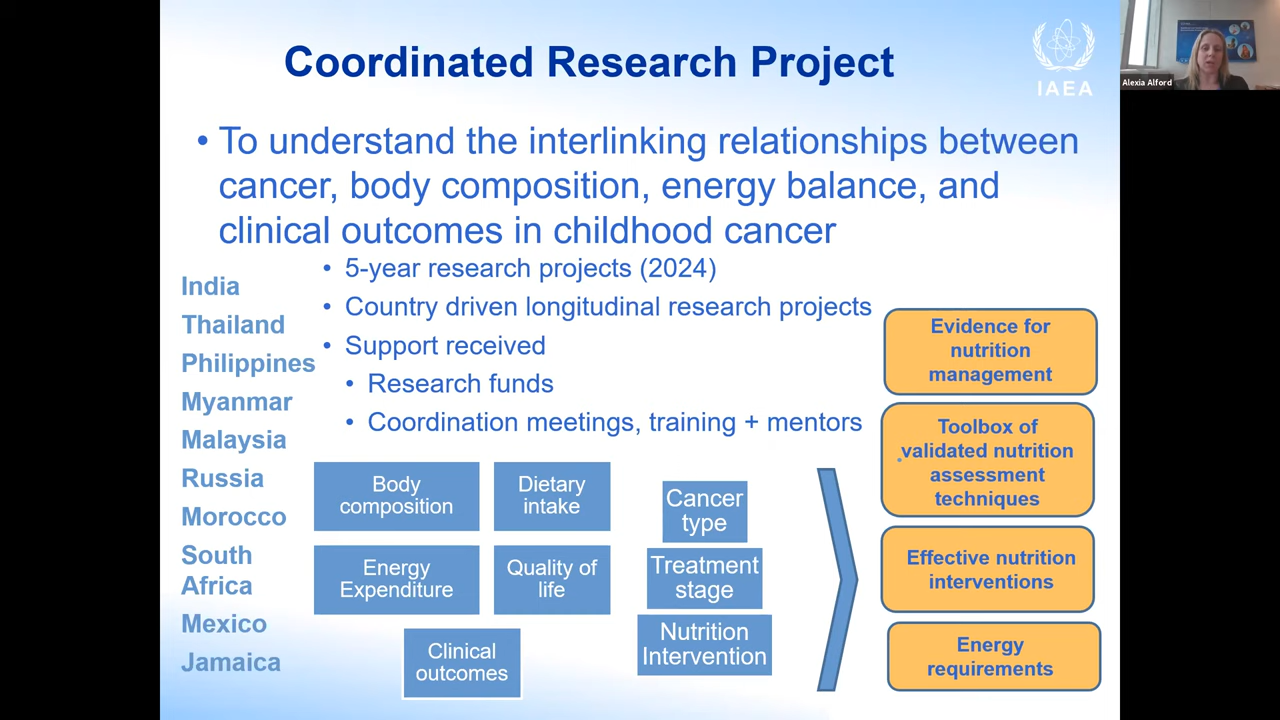 Coordinated Research Project
IAEA
Alexia Alford
• To understand the interlinking relationships between
cancer, body composition, energy balance, and
clinical outcomes in childhood cancer
• 5-year research projects (2024)
• Country driven longitudinal research projects
• Support received
• Research funds
• Coordination meetings, training + mentors
India
Thailand
Philippines
Myanmar
Malaysia
Russia
Morocco
South
Africa
Mexico
Jamaica
Body
composition
Dietary
intake
Energy
Expenditure
Quality of
life
Clinical
outcomes
Cancer
type
Treatment
stage
Nutrition
Intervention
Evidence for
nutrition
management
Toolbox of
validated nutrition
assessment
techniques
Effective nutrition
interventions
Energy
requirements